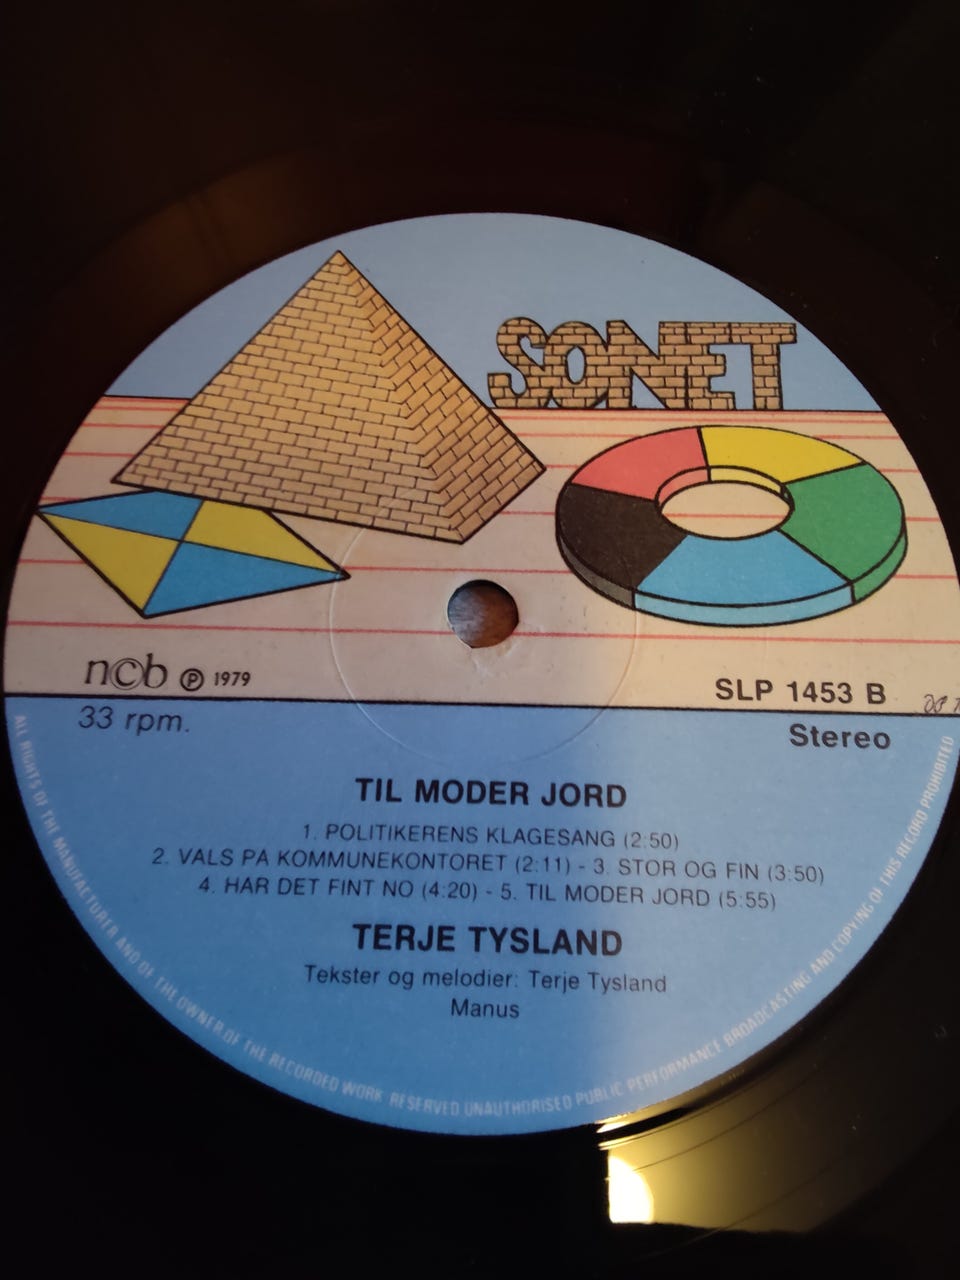 SONET
ncb Ⓟ 1979
SLP 1453 B
33 rpm.
Stereo
TIL MODER JORD
1. POLITIKERENS KLAGESANG (2:50)
2. VALS PA KOMMUNEKONTORET (2:11) - 3. STOR OG FIN (3:50)
4. HAR DET FINT NO (4:20) - 5. TIL MODER JORD (5:55)
TERJE TYSLAND
Tekster og melodier: Terje Tysland
Manus
ALL RIGHTS OF THE MANUFACTURER AND OF THE OWNER OF THE RECORDED WORK RESERVED UNAUTHORISED PUBLIC PERFORMANCE BROADCASTING AND COPYING OF THIS RECORD PROHIBITED